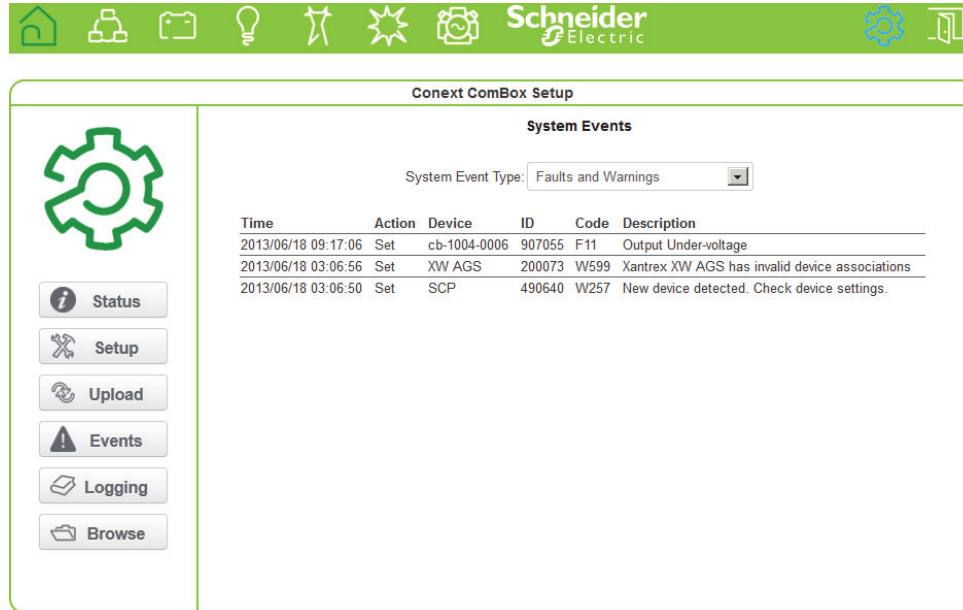 Schneider
Electric
Conext ComBox Setup
System Events
System Event Type: Faults and Warnings
Time Action Device ID Code Description
2013/06/18 09:17:06 Set cb-1004-0006 907055 F11 Output Under-voltage
2013/06/18 03:06:56 Set XW AGS 200073 W599 Xantrex XW AGS has invalid device associations
2013/06/18 03:06:50 Set SCP 490640 W257 New device detected. Check device settings.
Status
Setup
Upload
Events
Logging
Browse